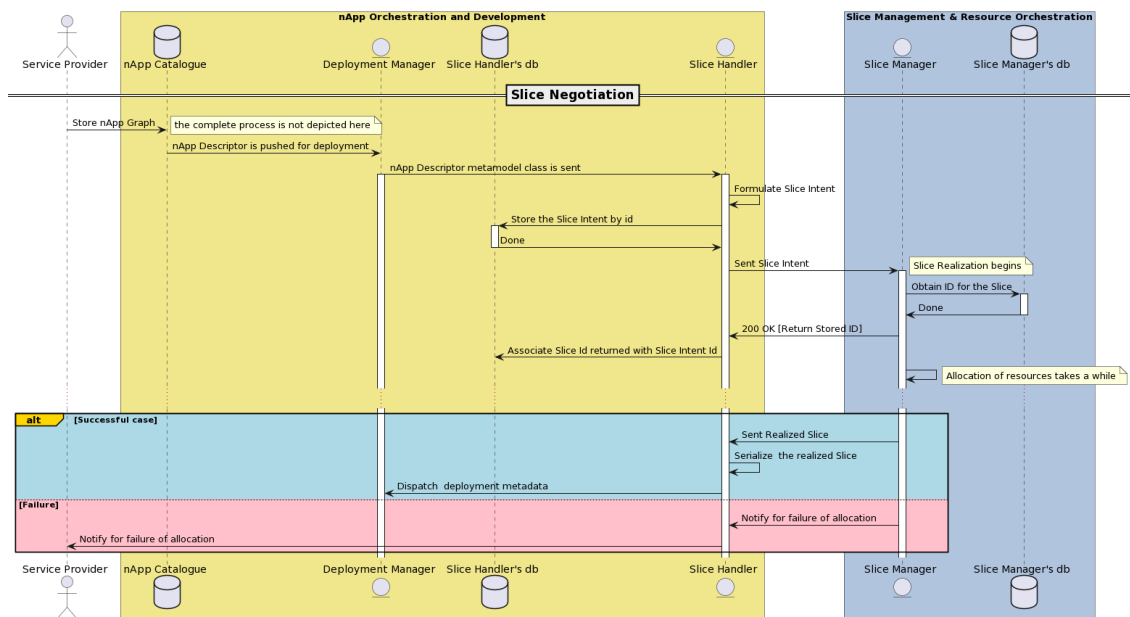 nApp Orchestration and Development
Slice Management & Resource Orchestration
Service Provider
nApp Catalogue
Deployment Manager
Slice Handler's db
Slice Handler
Slice Manager
Slice Manager's db
Slice Negotiation
Store nApp Graph
the complete process is not depicted here
nApp Descriptor is pushed for deployment
nApp Descriptor metamodel class is sent
Formulate Slice Intent
Store the Slice Intent by id
Done
Sent Slice Intent
Slice Realization begins
Obtain ID for the Slice
Done
200 OK [Return Stored ID]
Associate Slice Id returned with Slice Intent Id
Allocation of resources takes a while
alt
[Successful case]
Sent Realized Slice
Serialize the realized Slice
Dispatch deployment metadata
[Failure]
Notify for failure of allocation
Notify for failure of allocation
Service Provider
nApp Catalogue
Deployment Manager
Slice Handler's db
Slice Handler
Slice Manager
Slice Manager's db